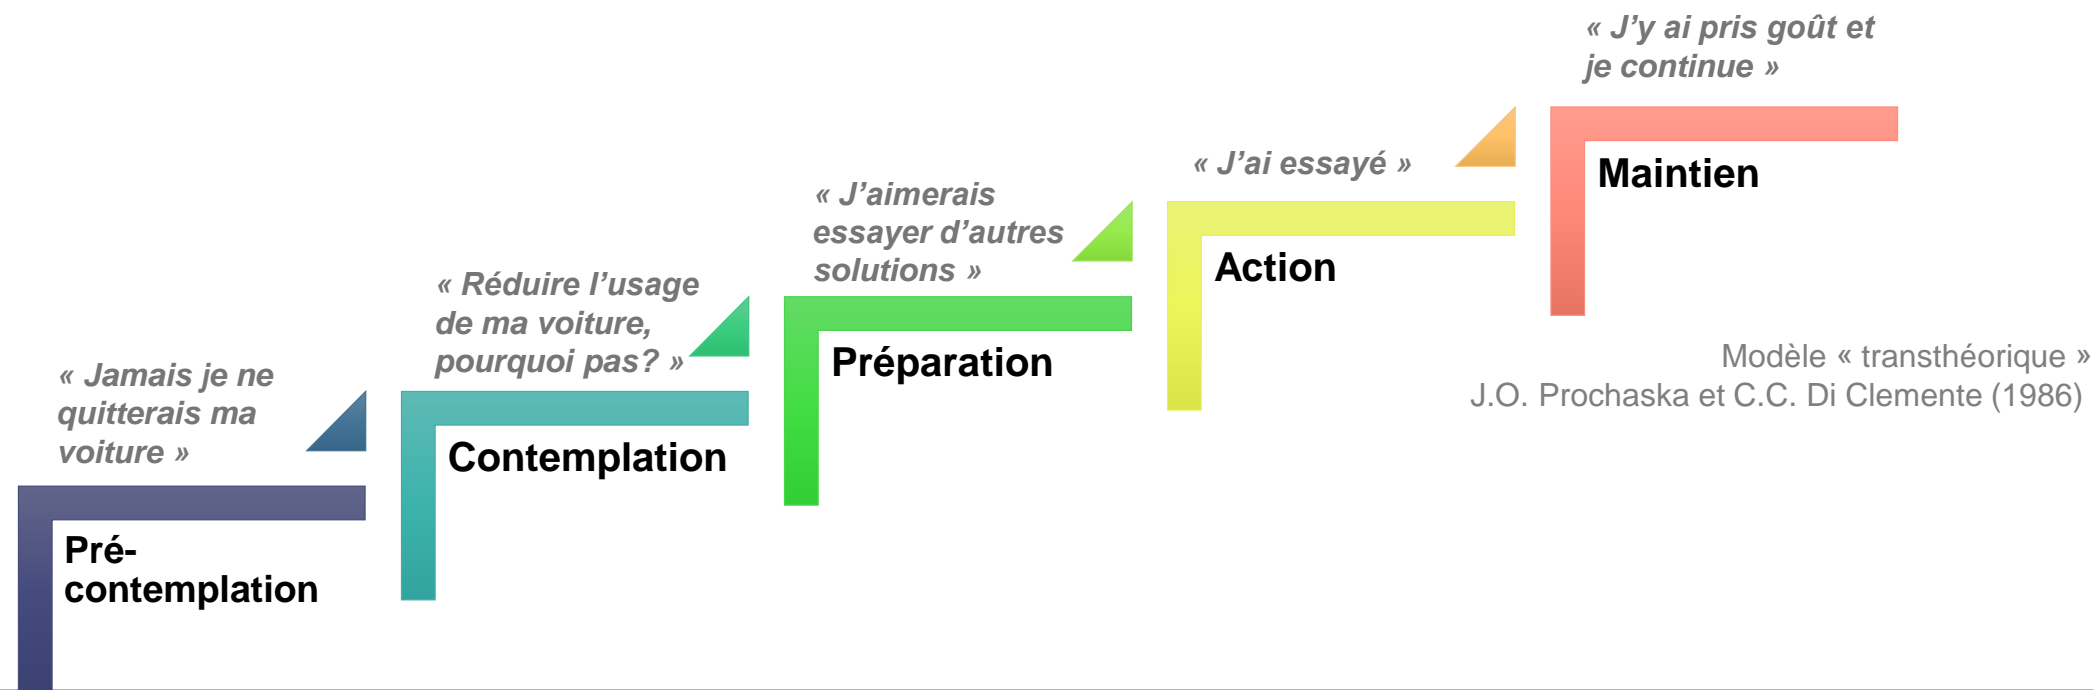 « Jamais je ne
quitterais ma
voiture »
Pré-
contemplation
« Réduire l’usage
de ma voiture,
pourquoi pas? »
Contemplation
« J’aimerais
essayer d’autres
solutions »
Préparation
« J’ai essayé »
Action
« J’y ai pris goût et
je continue »
Maintien
Modèle « transthéorique »
J.O. Prochaska et C.C. Di Clemente (1986)